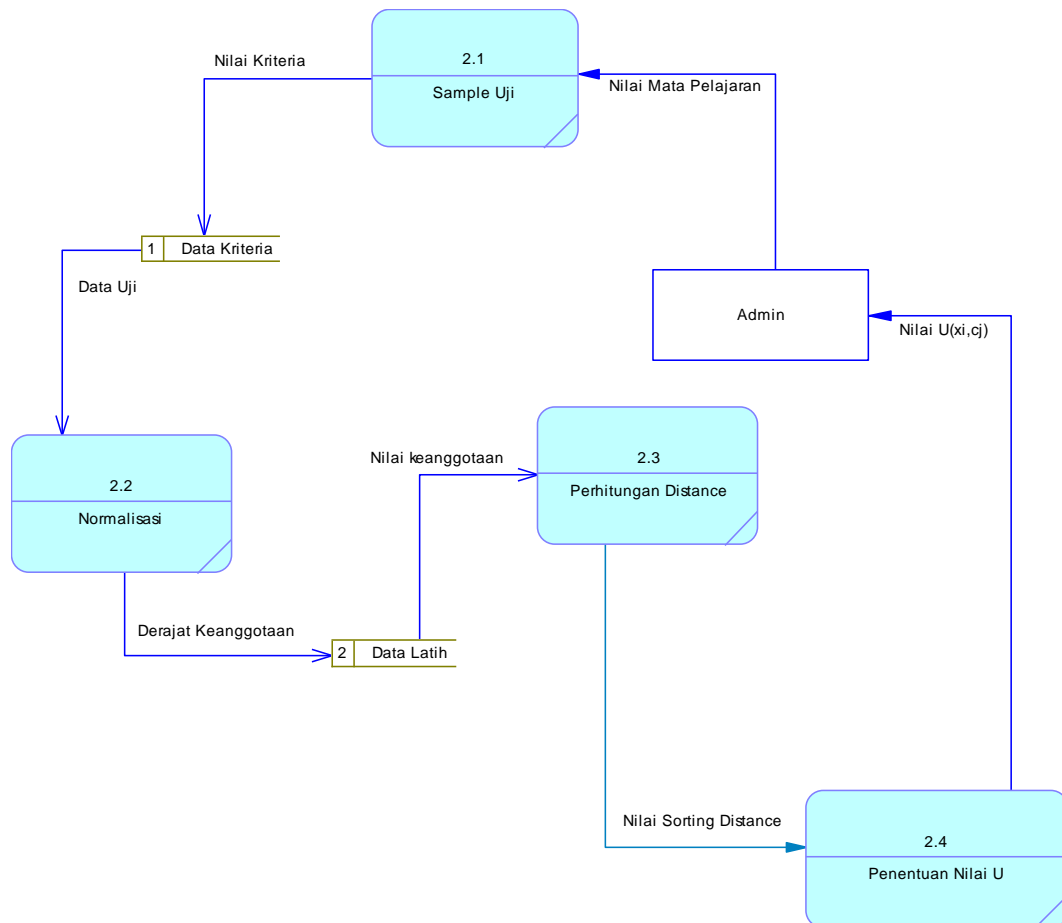 2.1
Nilai Kriteria
Nilai Mata Pelajaran
Sample Uji
1 Data Kriteria
Data Uji
Admin
Nilai U(xi,cj)
2.2
Normalisasi
Nilai keanggotaan
2.3
Perhitungan Distance
Derajat Keanggotaan
2 Data Latih
Nilai Sorting Distance
2.4
Penentuan Nilai U